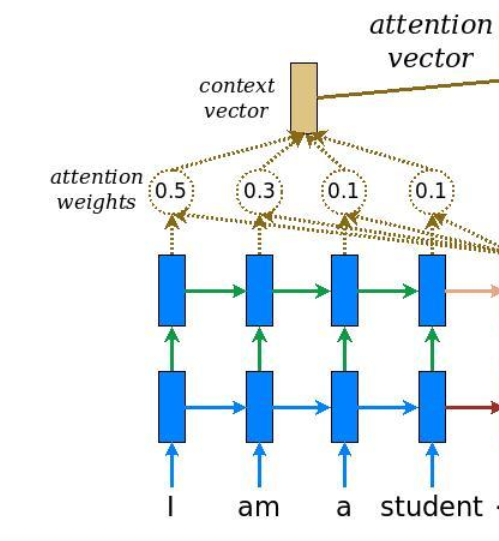 attention
vector
context
vector
attention
weights
0.5 0.3 0.1 0.1
I am a student